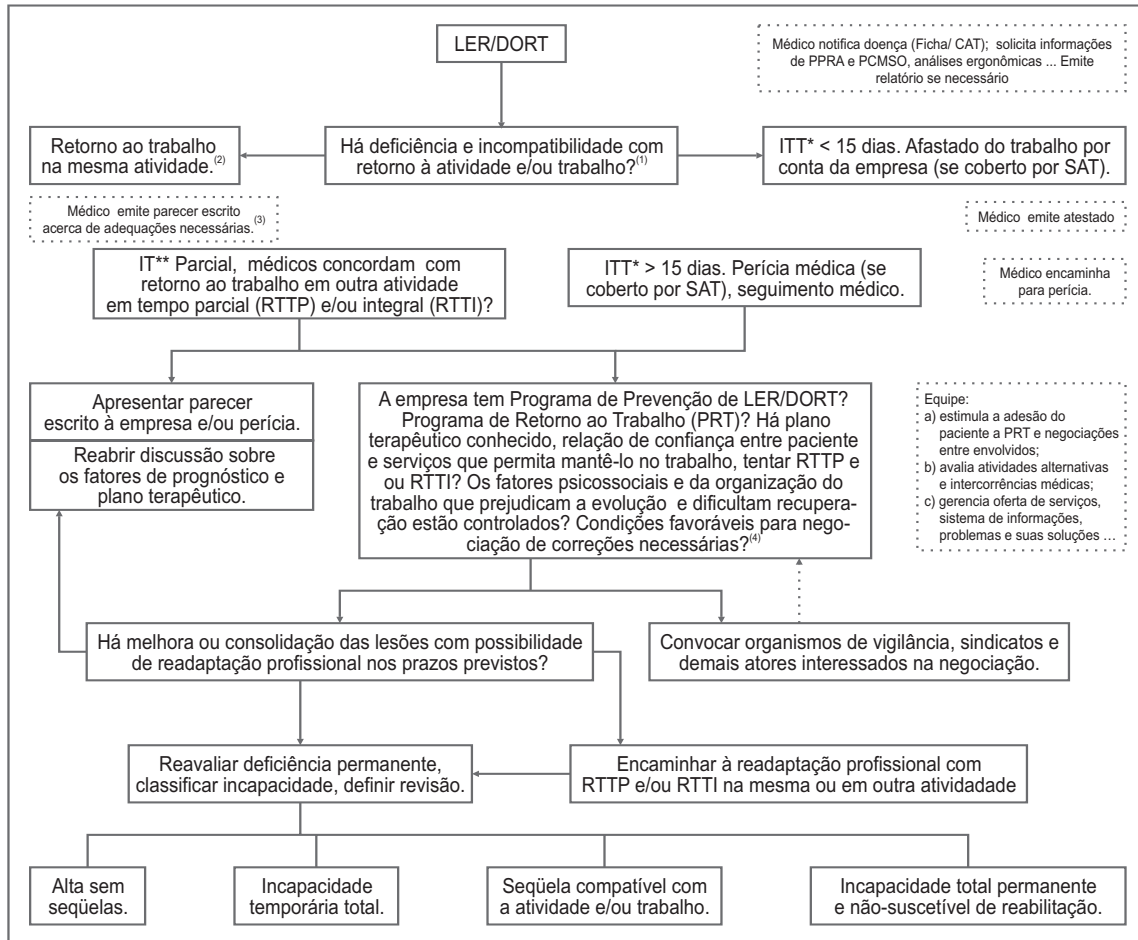 LER/DORT
Médico notifica doença (Ficha/ CAT); solicita informações
de PPRA e PCMSO, análises ergonômicas ... Emite
relatório se necessário
Retorno ao trabalho
na mesma atividade.(2)
Há deficiência e incompatibilidade com
retorno à atividade e/ou trabalho?(1)
ITT* < 15 dias. Afastado do trabalho por
conta da empresa (se coberto por SAT).
Médico emite parecer escrito
acerca de adequações necessárias.(3)
Médico emite atestado
IT** Parcial, médicos concordam com
retorno ao trabalho em outra atividade
em tempo parcial (RTTP) e/ou integral (RTTI)?
ITT* > 15 dias. Perícia médica (se
coberto por SAT), seguimento médico.
Médico encaminha
para perícia.
Apresentar parecer
escrito à empresa e/ou perícia.
Reabrir discussão sobre
os fatores de prognóstico e
plano terapêutico.
A empresa tem Programa de Prevenção de LER/DORT?
Programa de Retorno ao Trabalho (PRT)? Há plano
terapêutico conhecido, relação de confiança entre paciente
e serviços que permita mantê-lo no trabalho, tentar RTTP e
ou RTTI? Os fatores psicossociais e da organização do
trabalho que prejudicam a evolução e dificultam recupera-
ção estão controlados? Condições favoráveis para nego-
ciação de correções necessárias?(4)
Equipe:
a) estimula a adesão do
paciente a PRT e negociações
entre envolvidos;
b) avalia atividades alternativas
e intercorrências médicas;
c) gerencia oferta de serviços,
sistema de informações,
problemas e suas soluções ...
Há melhora ou consolidação das lesões com possibilidade
de readaptação profissional nos prazos previstos?
Convocar organismos de vigilância, sindicatos e
demais atores interessados na negociação.
Reavaliar deficiência permanente,
classificar incapacidade, definir revisão.
Encaminhar à readaptação profissional com
RTTP e/ou RTTI na mesma ou em outra atividadade
Alta sem
seqüelas.
Incapacidade
temporária total.
Seqüela compatível com
a atividade e/ou trabalho.
Incapacidade total permanente
e não-suscetível de reabilitação.